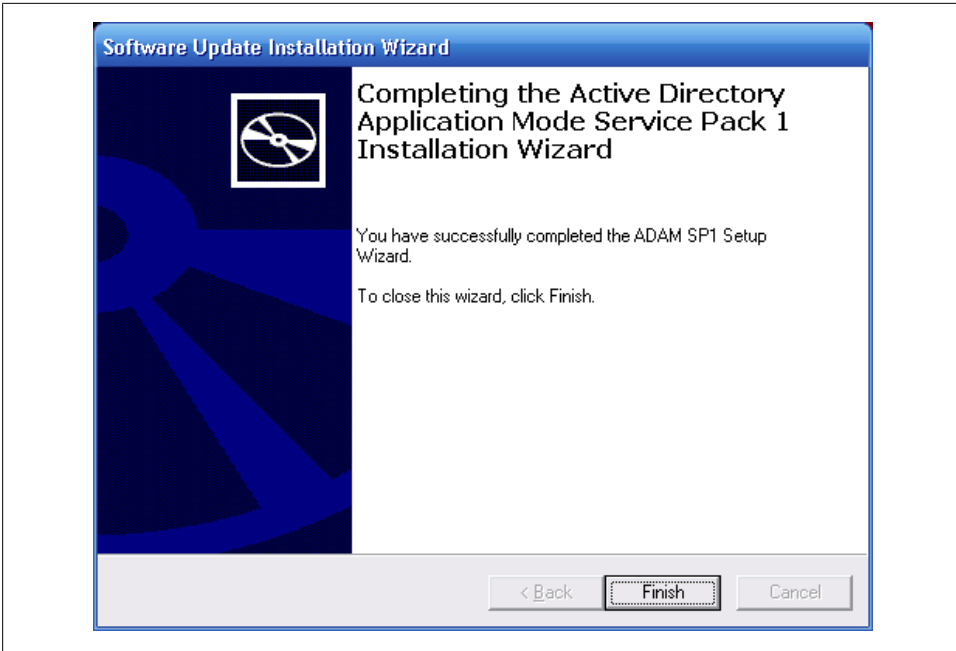 Software Update Installation Wizard
Completing the Active Directory
Application Mode Service Pack 1
Installation Wizard
You have successfully completed the ADAM SP1 Setup
Wizard.
To close this wizard, click Finish.
< Back
Finish
Cancel